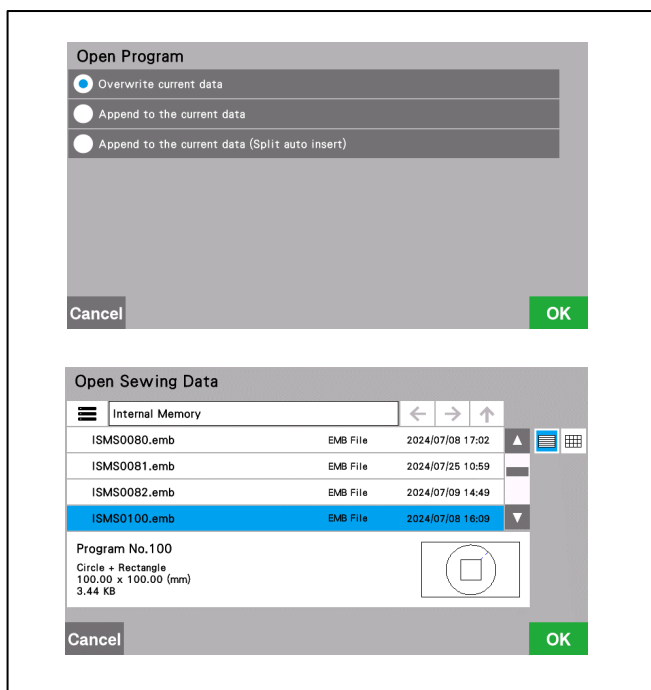 Open Program
Overwrite current data
Append to the current data
Append to the current data (Split auto insert)
Cancel OK
Open Sewing Data
Internal Memory
ISMS0080.emb EMB File 2024/07/08 17:02
ISMS0081.emb EMB File 2024/07/25 10:59
ISMS0082.emb EMB File 2024/07/09 14:49
ISMS0100.emb EMB File 2024/07/08 16:09
Program No.100
Circle + Rectangle
100.00 x 100.00 (mm)
3.44 KB
Cancel OK